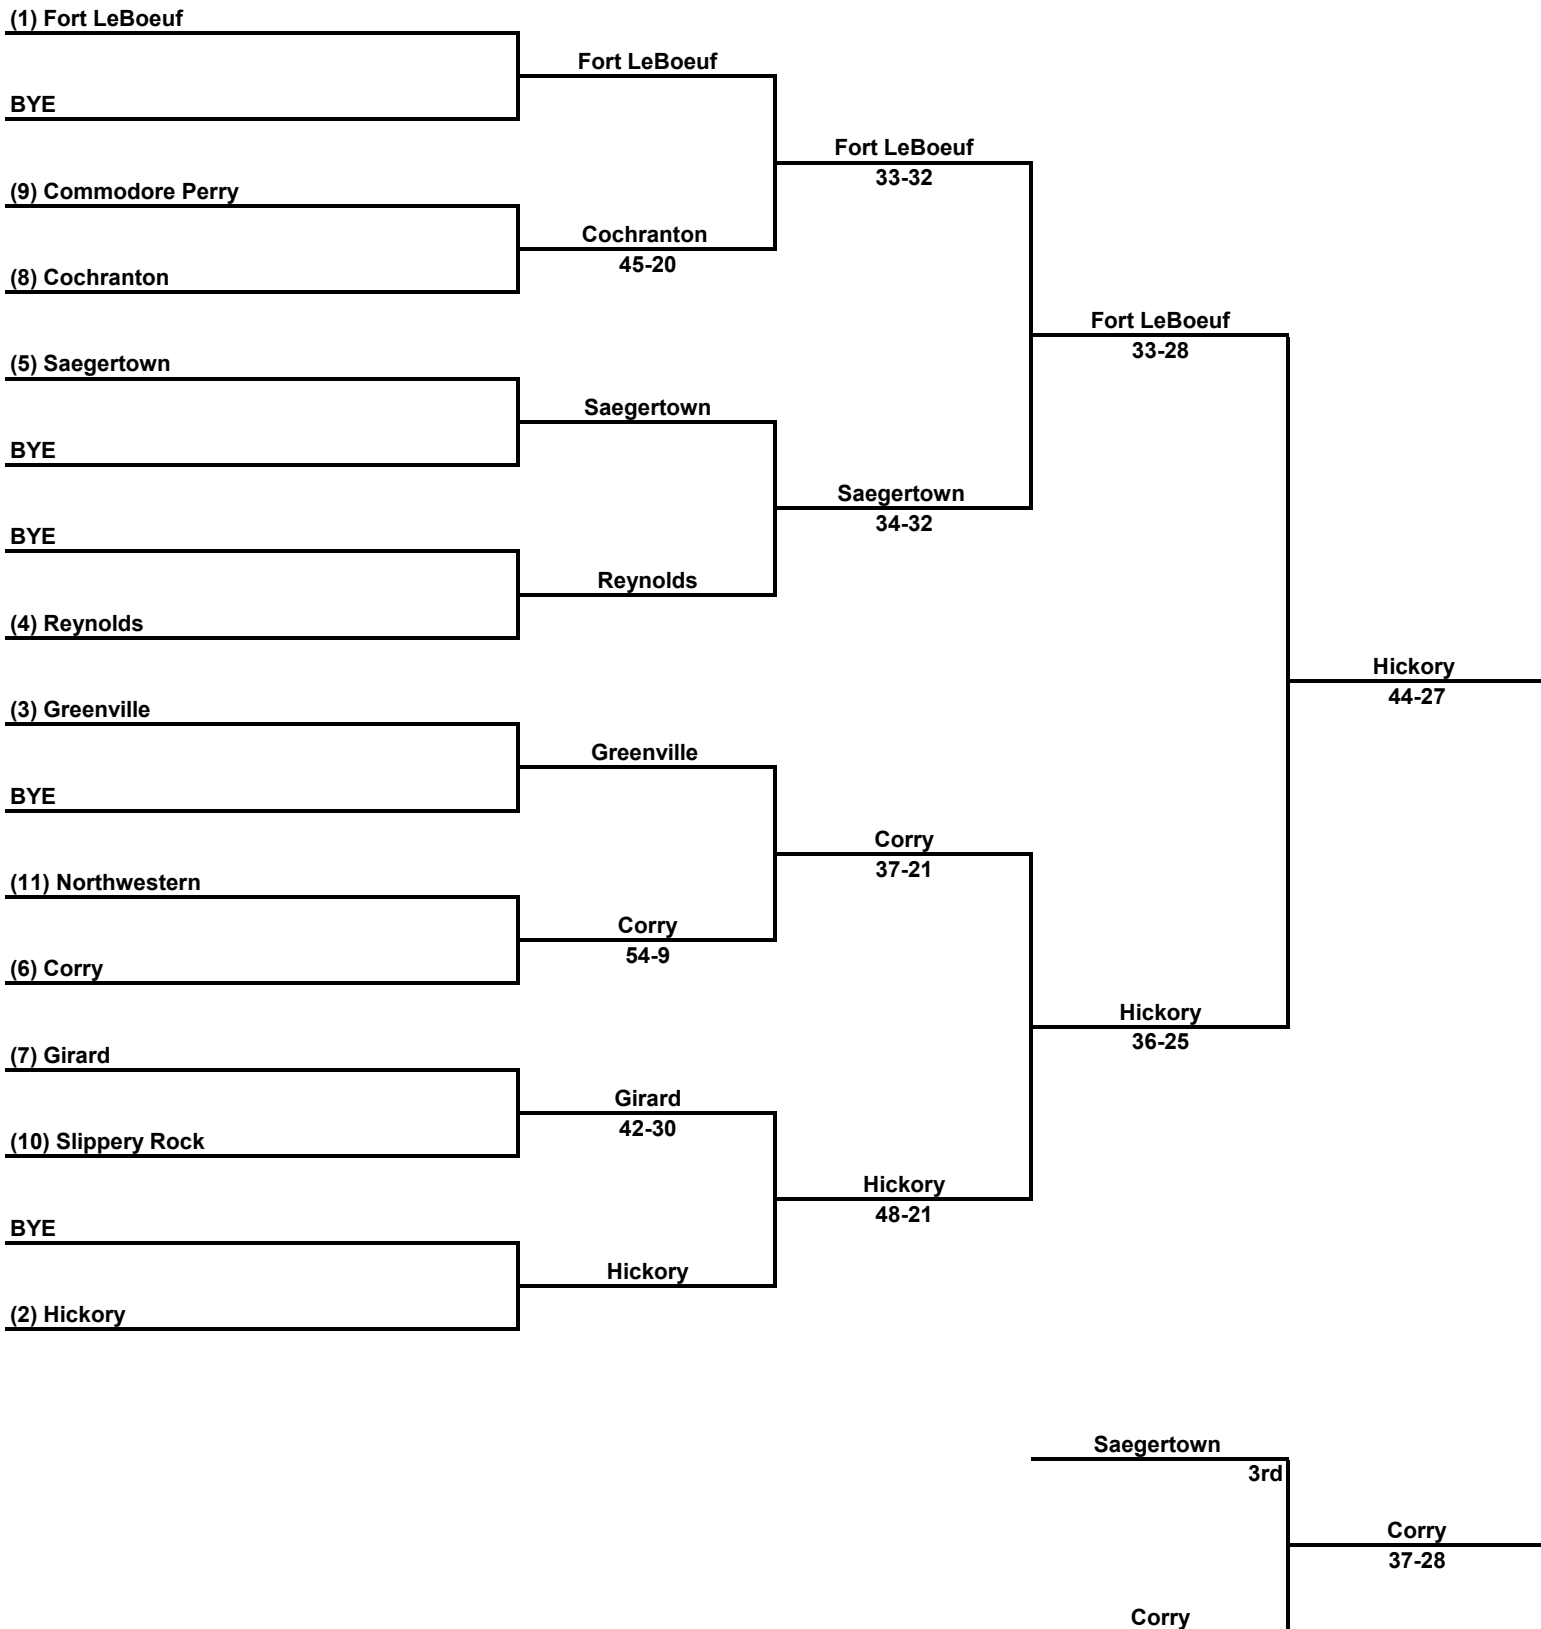 (1) Fort LeBoeuf
Fort LeBoeuf
BYE
Fort LeBoeuf
33-32
(9) Commodore Perry
Cochranton
45-20
(8) Cochranton
Fort LeBoeuf
33-28
(5) Saegertown
Saegertown
BYE
Saegertown
34-32
BYE
Reynolds
(4) Reynolds
Hickory
44-27
(3) Greenville
Greenville
BYE
Corry
37-21
(11) Northwestern
Corry
54-9
(6) Corry
Hickory
36-25
(7) Girard
Girard
42-30
(10) Slippery Rock
Hickory
48-21
BYE
Hickory
(2) Hickory
Saegertown
3rd
Corry
37-28
Corry